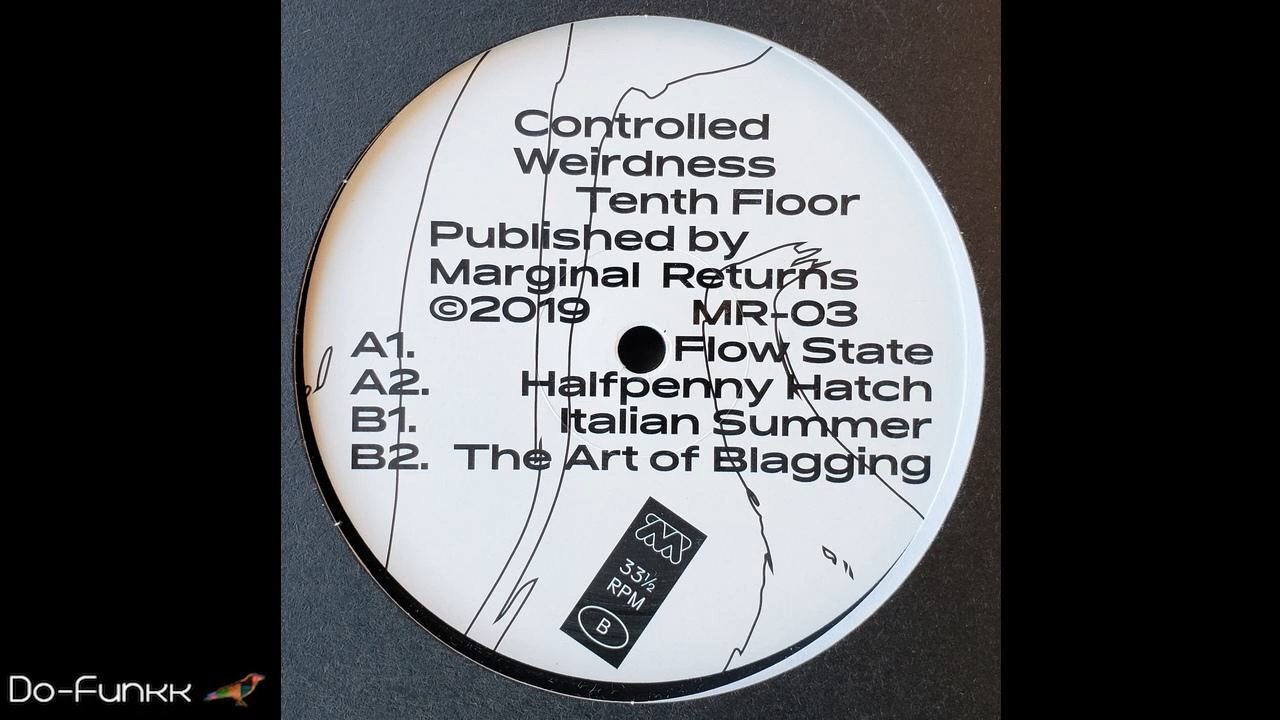 Controlled
Weirdness
Tenth Floor
Published by
Marginal Returns
©2019 MR-03
A1. Flow State
A2. Halfpenny Hatch
B1. Italian Summer
B2. The Art of Blagging
33½
RPM
B
Do-Funkk